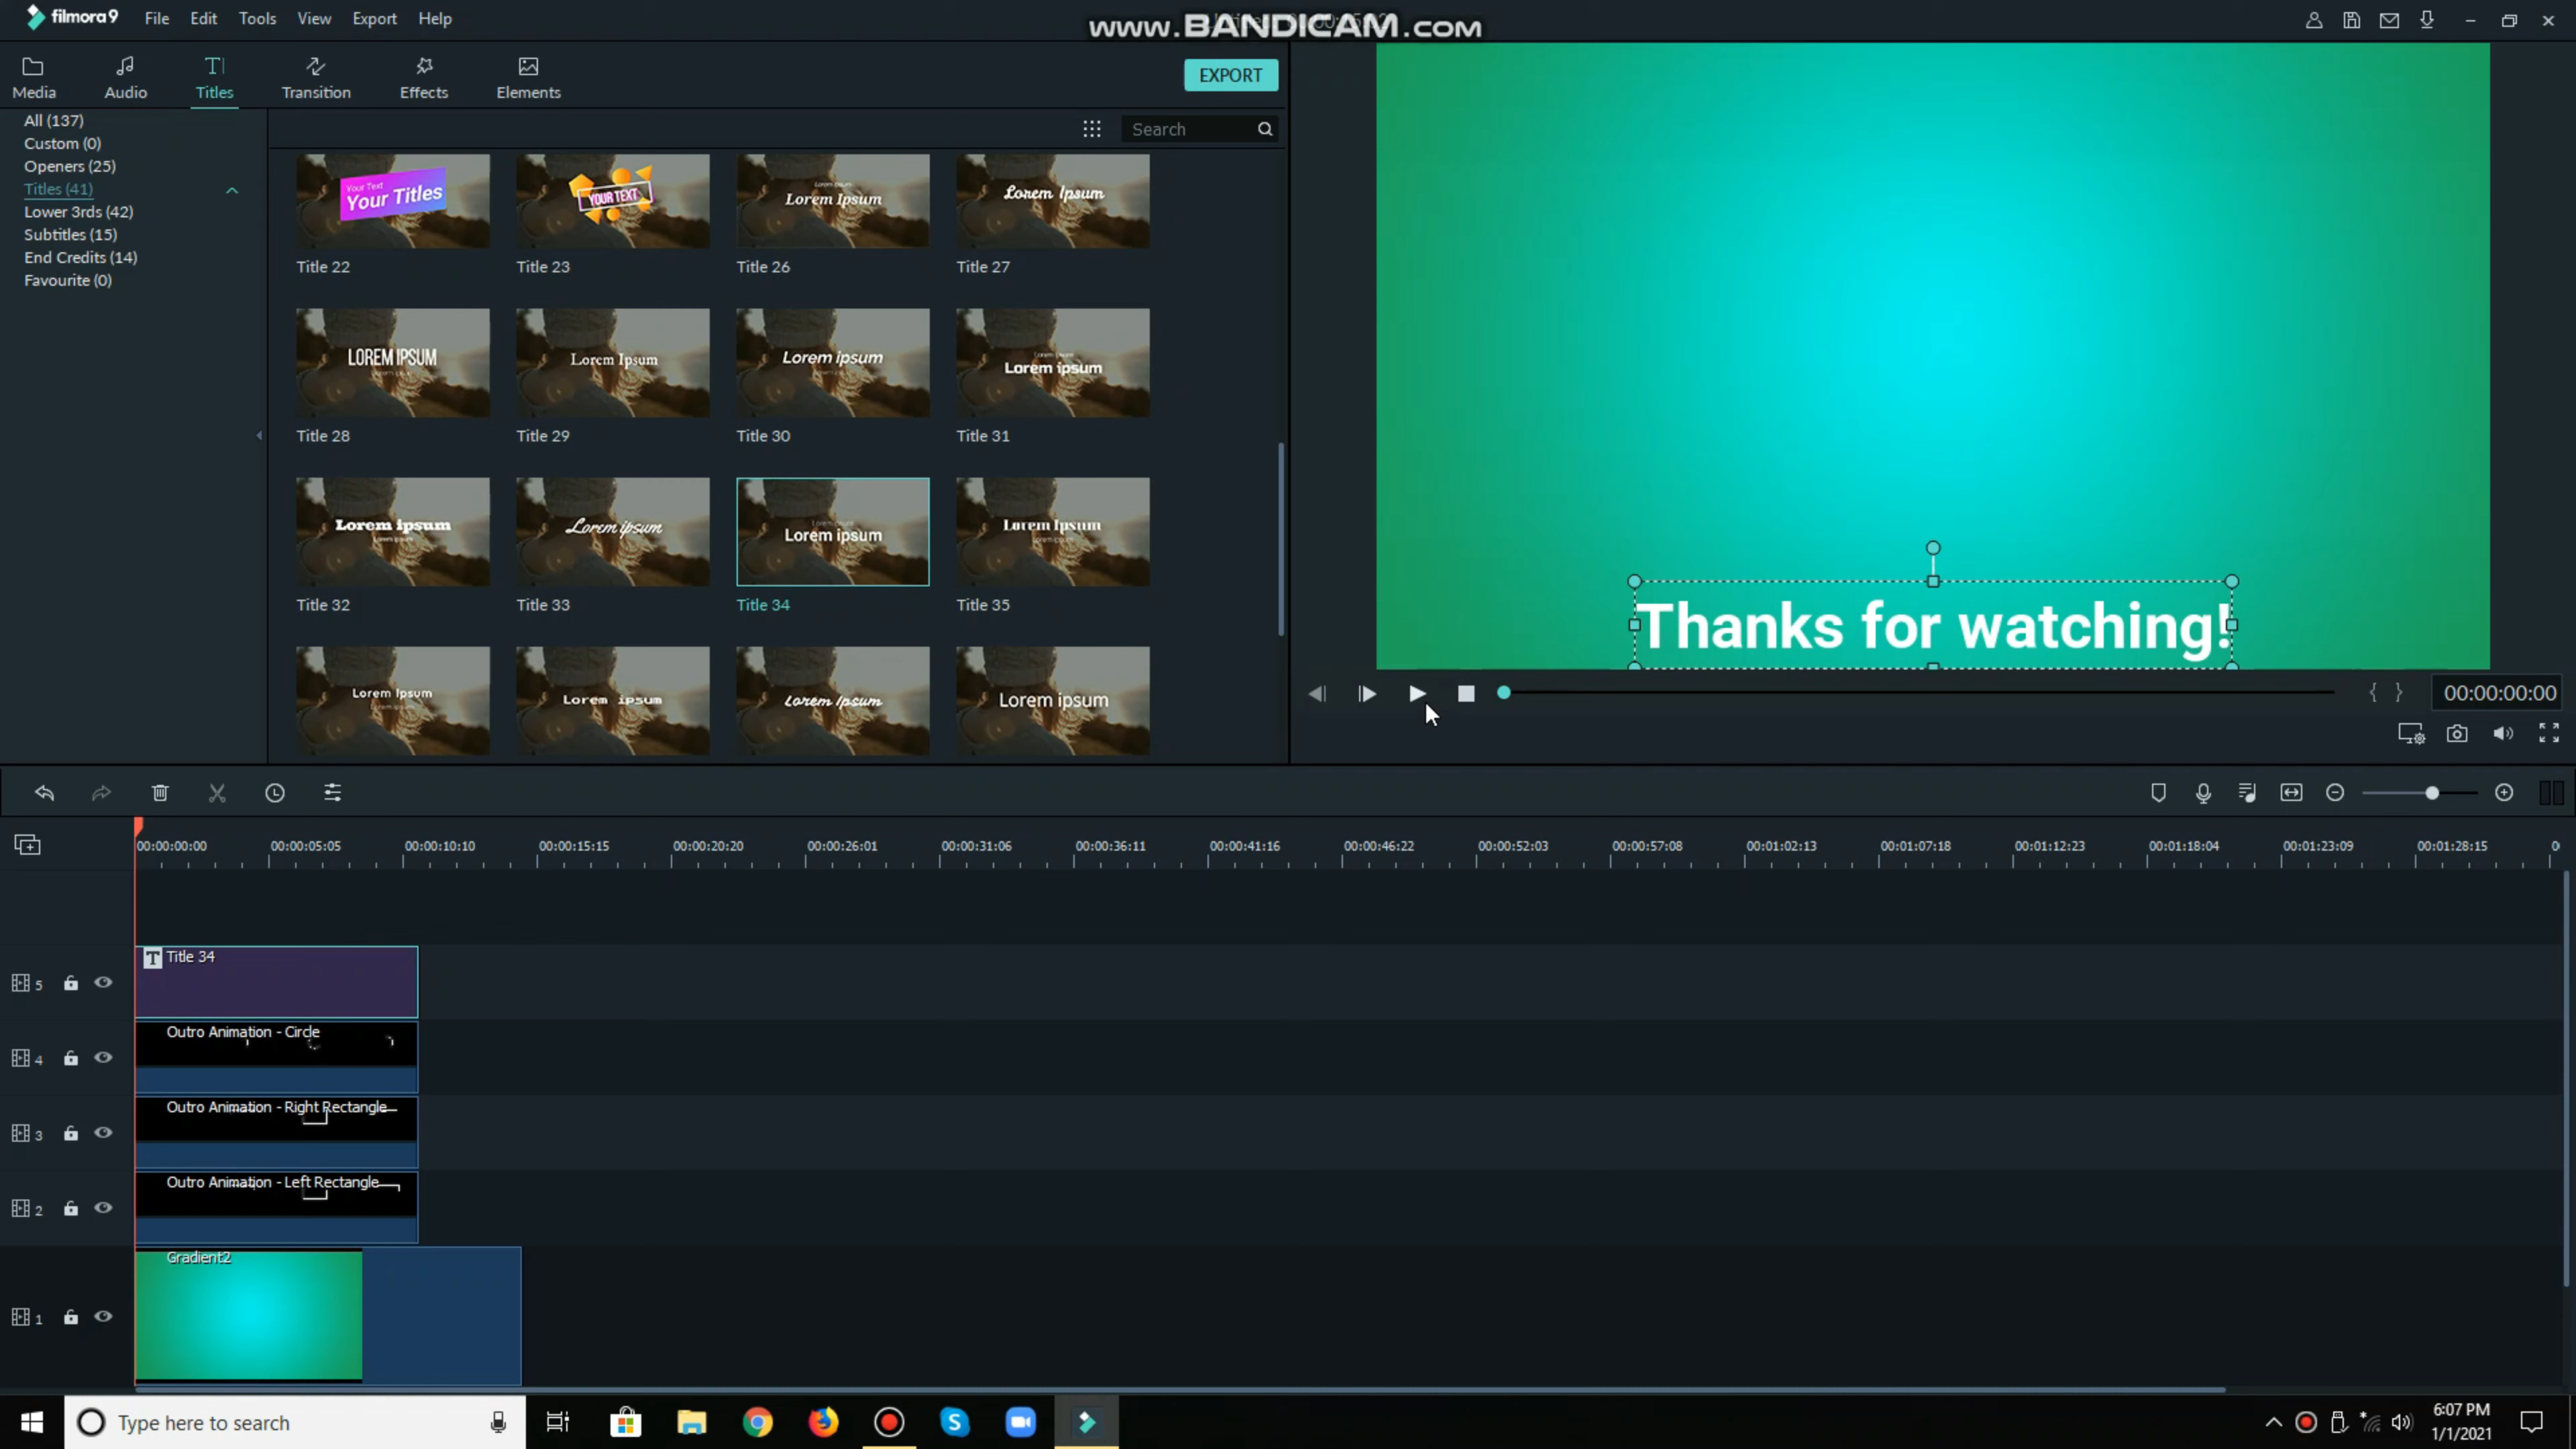 filmora9 File Edit Tools View Export Help
www.BANDICAM.com
Media Audio Titles Transition Effects Elements
EXPORT
All (137)
Custom (0)
Openers (25)
Titles (41)
Lower 3rds (42)
Subtitles (15)
End Credits (14)
Favourite (0)
Search
Your Text
Your Titles
YOUR TEXT
Lorem Ipsum
Lorem Ipsum
Title 22 Title 23 Title 26 Title 27
LOREM IPSUM
Lorem Ipsum
Lorem ipsum
Lorem ipsum
Title 28 Title 29 Title 30 Title 31
Lorem ipsum
Lorem ipsum
Lorem ipsum
Lorem Ipsum
Title 32 Title 33 Title 34 Title 35
Lorem Ipsum
Lorem ipsum
Lorem Ipsum
Lorem ipsum
Thanks for watching!
00:00:00:00
00:00:00:00 00:00:05:05 00:00:10:10 00:00:15:15 00:00:20:20 00:00:26:01 00:00:31:06 00:00:36:11 00:00:41:16 00:00:46:22 00:00:52:03 00:00:57:08 00:01:02:13 00:01:07:18 00:01:12:23 00:01:18:04 00:01:23:09 00:01:28:15
5 T Title 34
4 Outro Animation - Circle
3 Outro Animation - Right Rectangle
2 Outro Animation - Left Rectangle
1 Gradient2
Type here to search
6:07 PM
1/1/2021